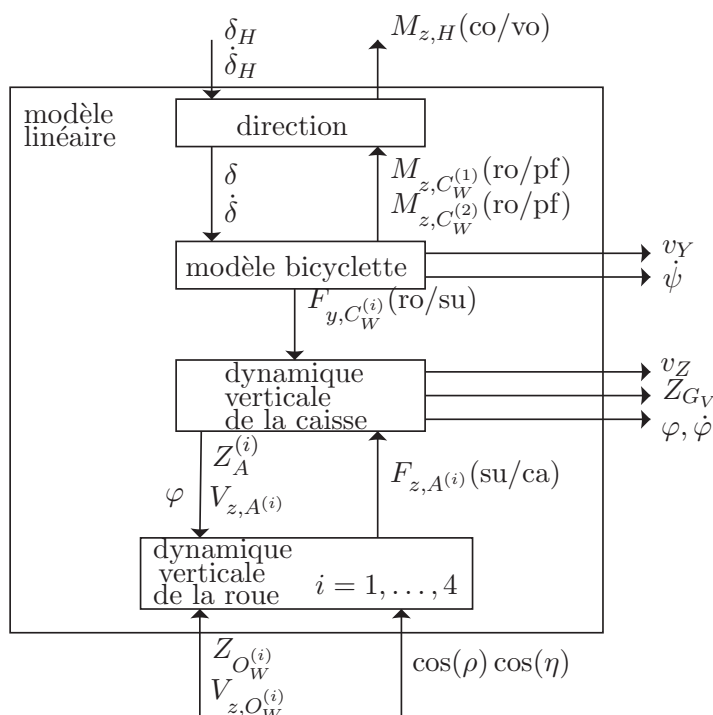 δ_H
δ̇_H
M_{z,H}(co/vo)
modèle
linéaire
direction
δ
δ̇
M_{z,C_W^{(1)}}(ro/pf)
M_{z,C_W^{(2)}}(ro/pf)
modèle bicyclette
v_Y
ψ̇
F_{y,C_W^{(i)}}(ro/su)
dynamique
verticale
de la caisse
v_Z
Z_{G_V}
φ, φ̇
Z_A^{(i)}
φ V_{z,A^{(i)}}
F_{z,A^{(i)}}(su/ca)
dynamique
verticale
de la roue i = 1, . . . , 4
Z_{O_W^{(i)}}
V_{z,O_W^{(i)}}
cos(ρ) cos(η)